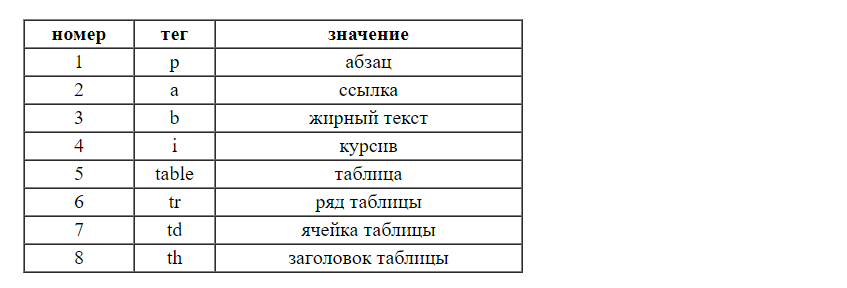 номер тег значение
1 p абзац
2 a ссылка
3 b жирный текст
4 i курсив
5 table таблица
6 tr ряд таблицы
7 td ячейка таблицы
8 th заголовок таблицы